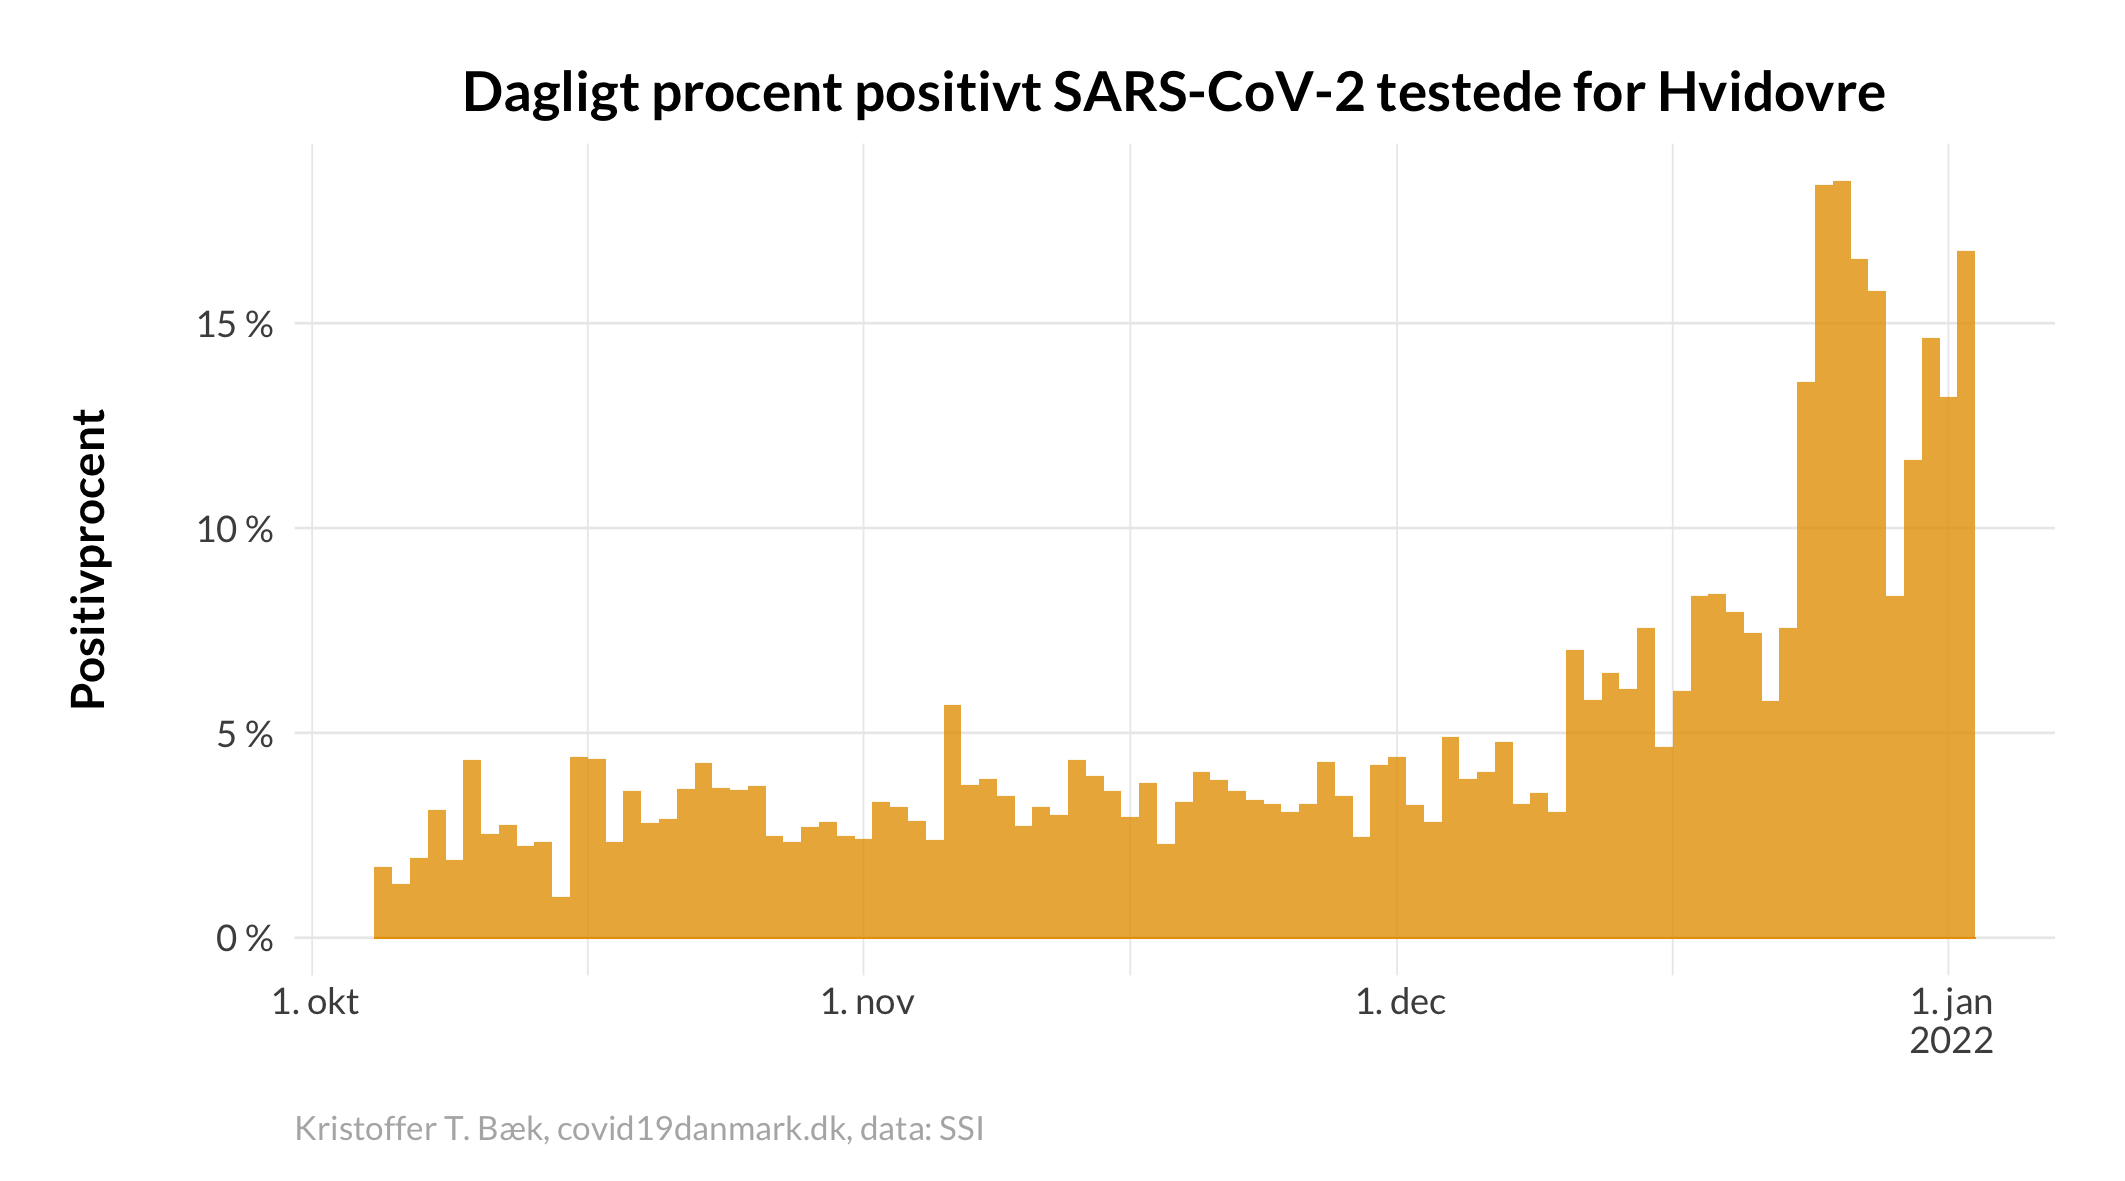 Dagligt procent positivt SARS-CoV-2 testede for Hvidovre
Positivprocent
15 %
10 %
5 %
0 %
1. okt
1. nov
1. dec
1. jan
2022
Kristoffer T. Bæk, covid19danmark.dk, data: SSI